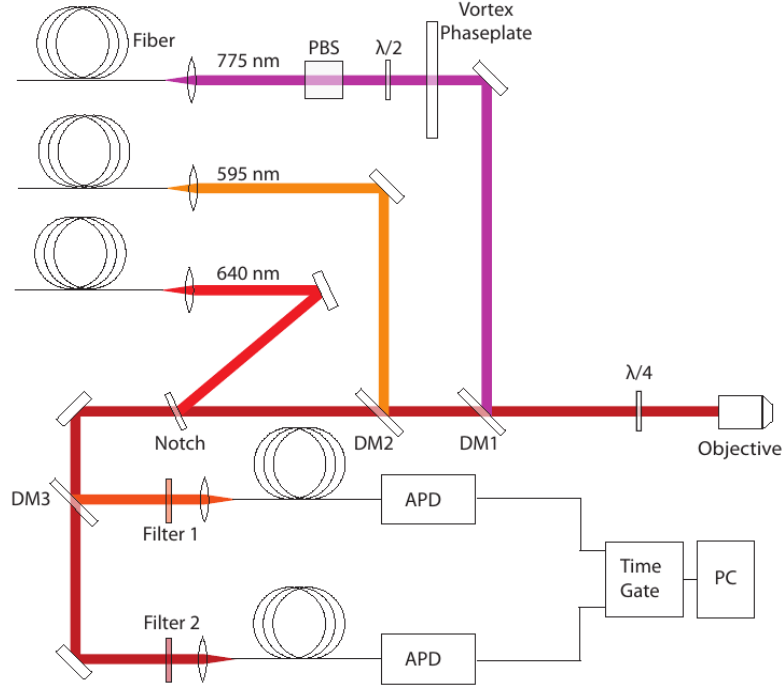 Fiber
775 nm
PBS
λ/2
Vortex
Phaseplate
595 nm
640 nm
λ/4
Notch
DM2
DM1
Objective
DM3
Filter 1
APD
Time
Gate
PC
Filter 2
APD